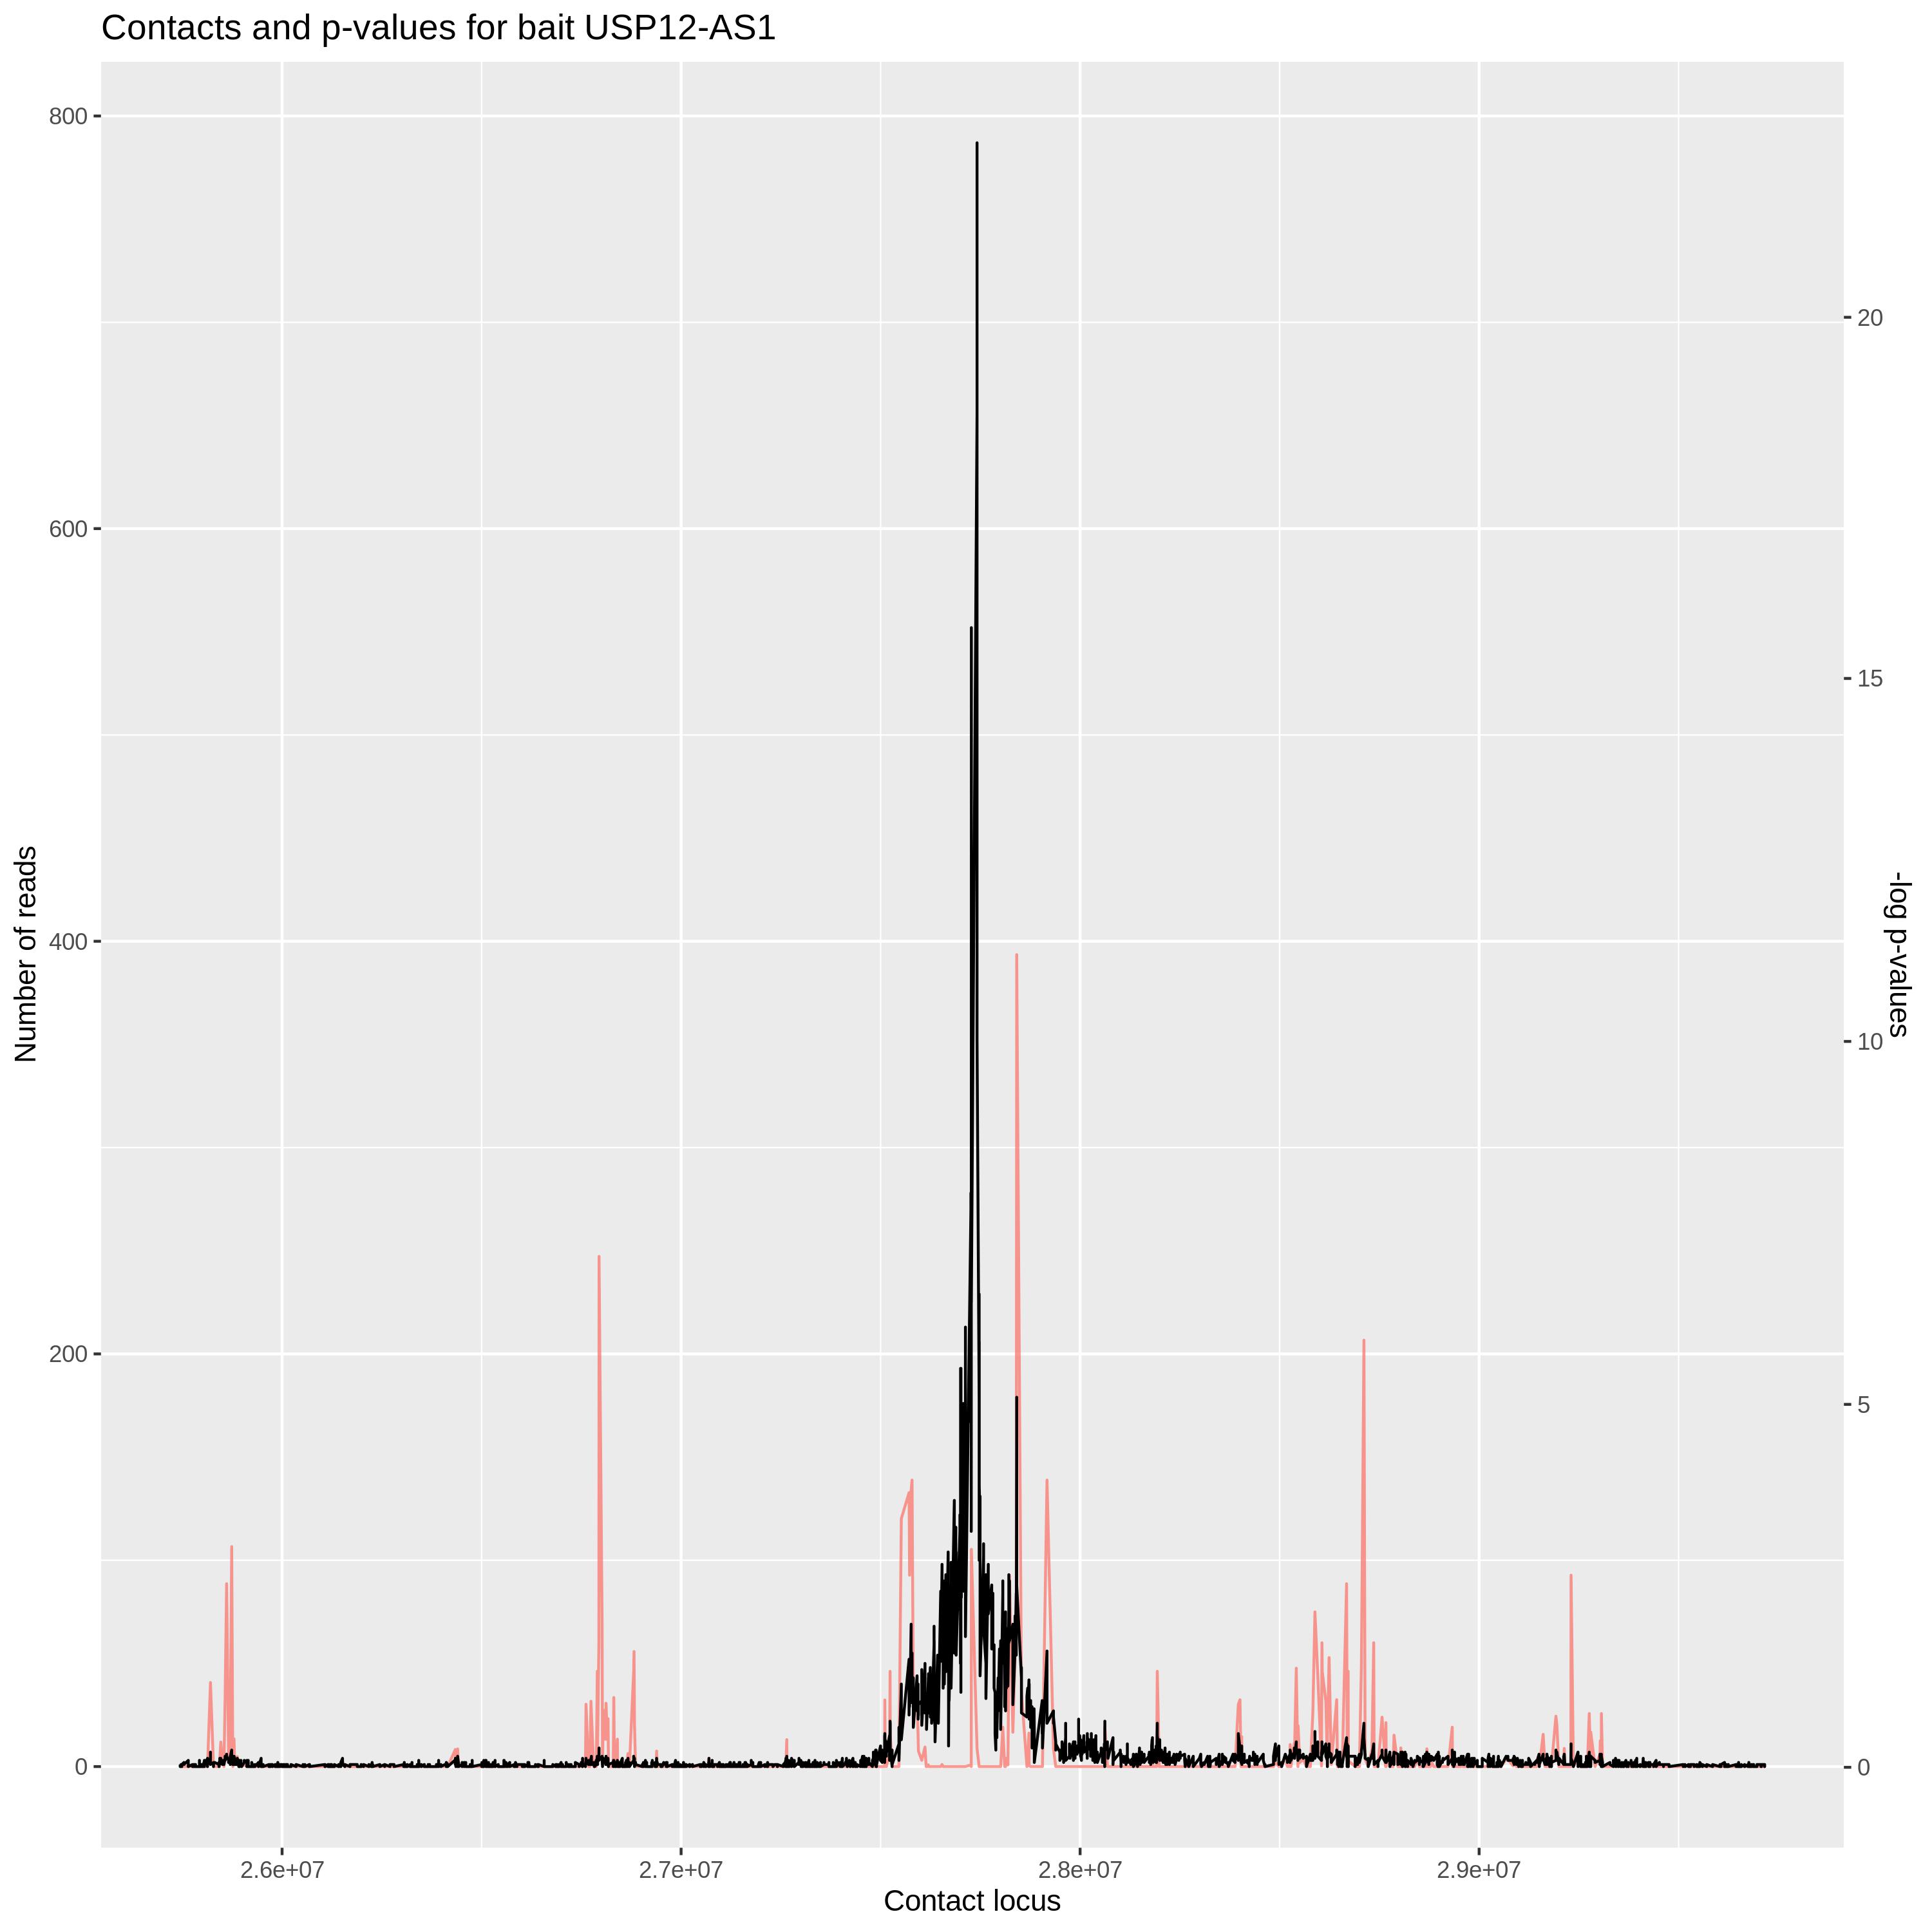 Contacts and p-values for bait USP12-AS1
800
600
400
200
0
Number of reads
20
15
10
5
0
-log p-values
2.6e+07
2.7e+07
2.8e+07
2.9e+07
Contact locus